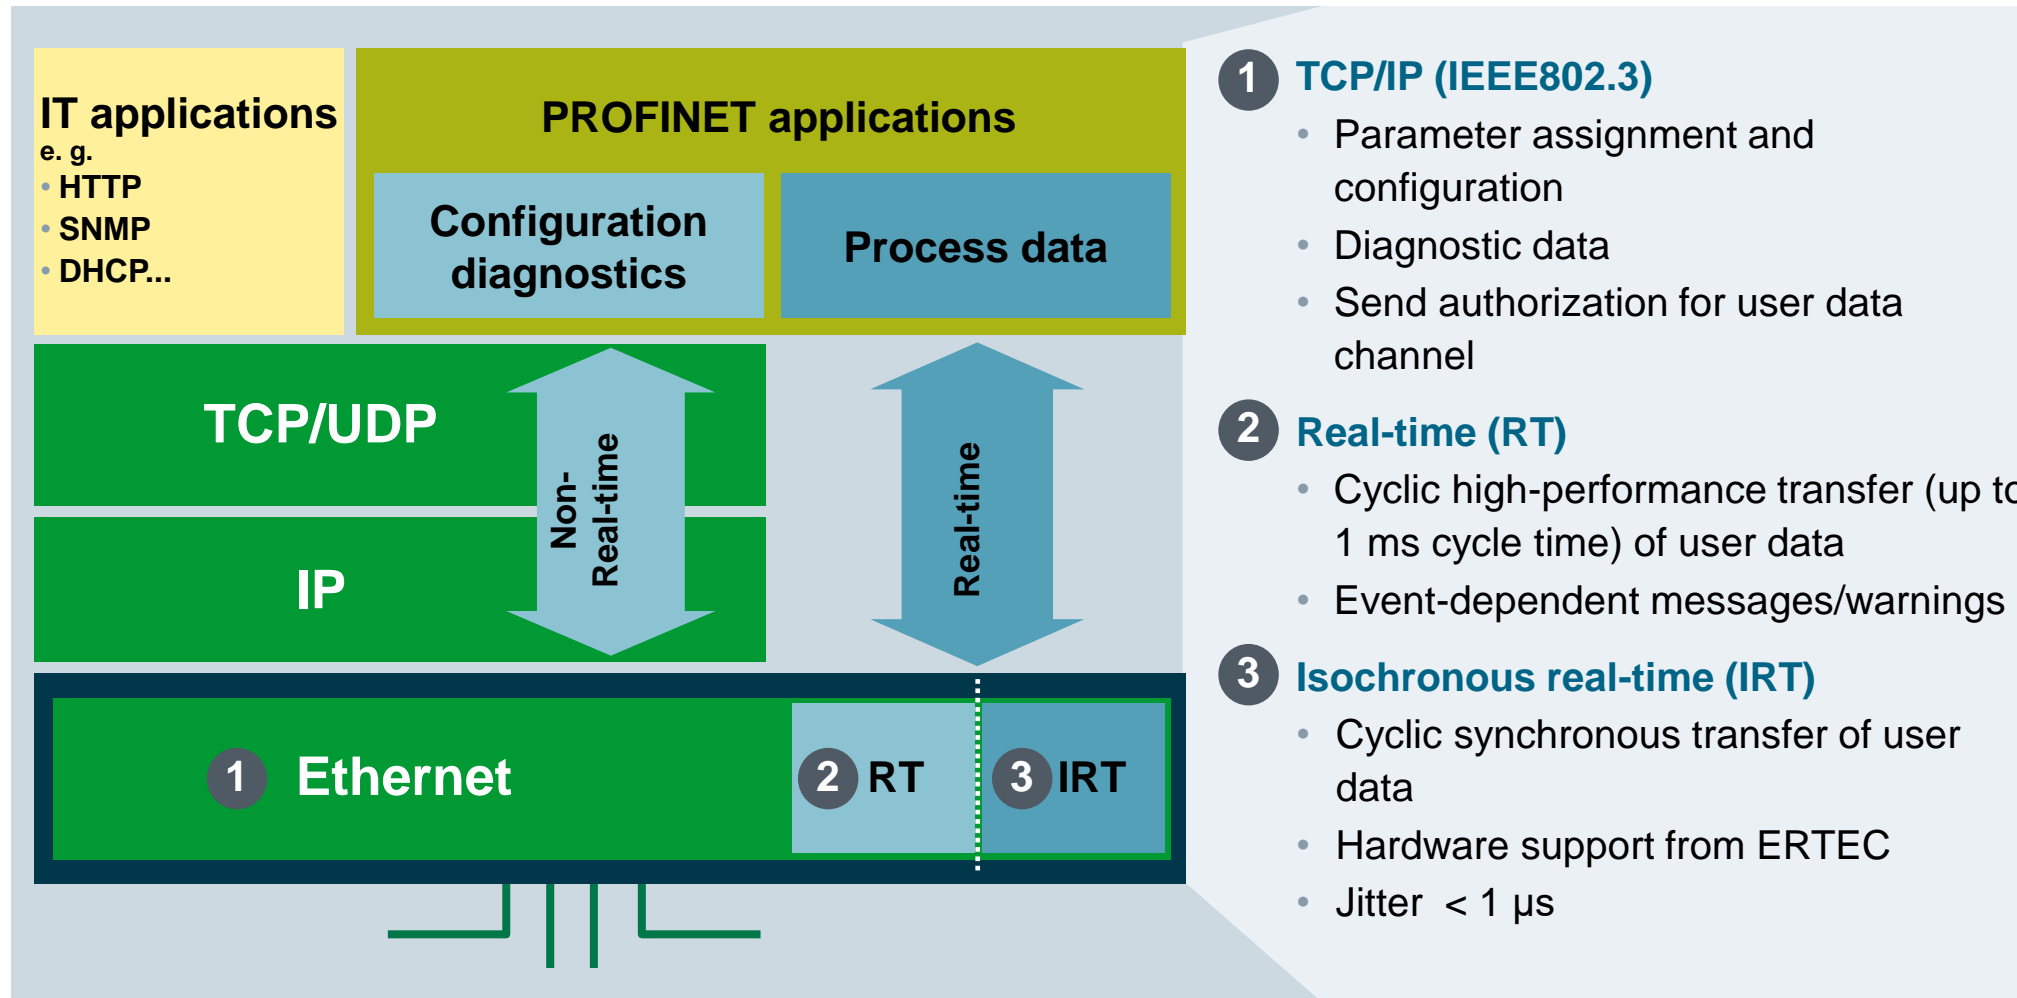 IT applications
e. g.
• HTTP
• SNMP
• DHCP...
PROFINET applications
Configuration
diagnostics
Process data
TCP/UDP
IP
Non-
Real-time
Real-time
1 Ethernet
2 RT
3 IRT
1 TCP/IP (IEEE802.3)
• Parameter assignment and
configuration
• Diagnostic data
• Send authorization for user data
channel
2 Real-time (RT)
• Cyclic high-performance transfer (up to
1 ms cycle time) of user data
• Event-dependent messages/warnings
3 Isochronous real-time (IRT)
• Cyclic synchronous transfer of user
data
• Hardware support from ERTEC
• Jitter < 1 µs